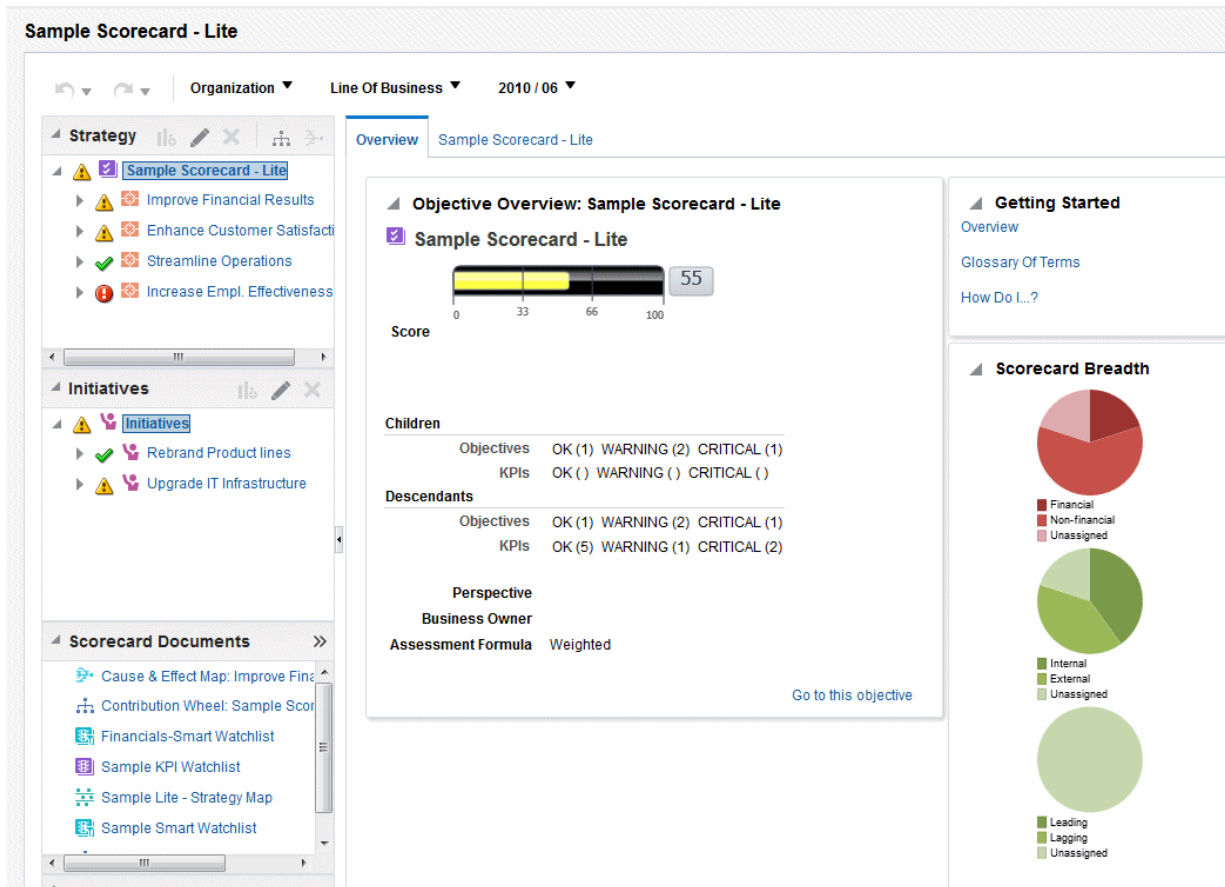 Sample Scorecard - Lite
Organization
Line Of Business
2010 / 06
Strategy
Sample Scorecard - Lite
Improve Financial Results
Enhance Customer Satisfacti
Streamline Operations
Increase Empl. Effectiveness
Initiatives
Initiatives
Rebrand Product lines
Upgrade IT Infrastructure
Scorecard Documents
Cause & Effect Map: Improve Fina
Contribution Wheel: Sample Scor
Financials-Smart Watchlist
Sample KPI Watchlist
Sample Lite - Strategy Map
Sample Smart Watchlist
Overview
Sample Scorecard - Lite
Objective Overview: Sample Scorecard - Lite
Sample Scorecard - Lite
55
0 33 66 100
Score
Children
Objectives OK (1) WARNING (2) CRITICAL (1)
KPIs OK ( ) WARNING ( ) CRITICAL ( )
Descendants
Objectives OK (1) WARNING (2) CRITICAL (1)
KPIs OK (5) WARNING (1) CRITICAL (2)
Perspective
Business Owner
Assessment Formula Weighted
Go to this objective
Getting Started
Overview
Glossary Of Terms
How Do I...?
Scorecard Breadth
Financial
Non-financial
Unassigned
Internal
External
Unassigned
Leading
Lagging
Unassigned